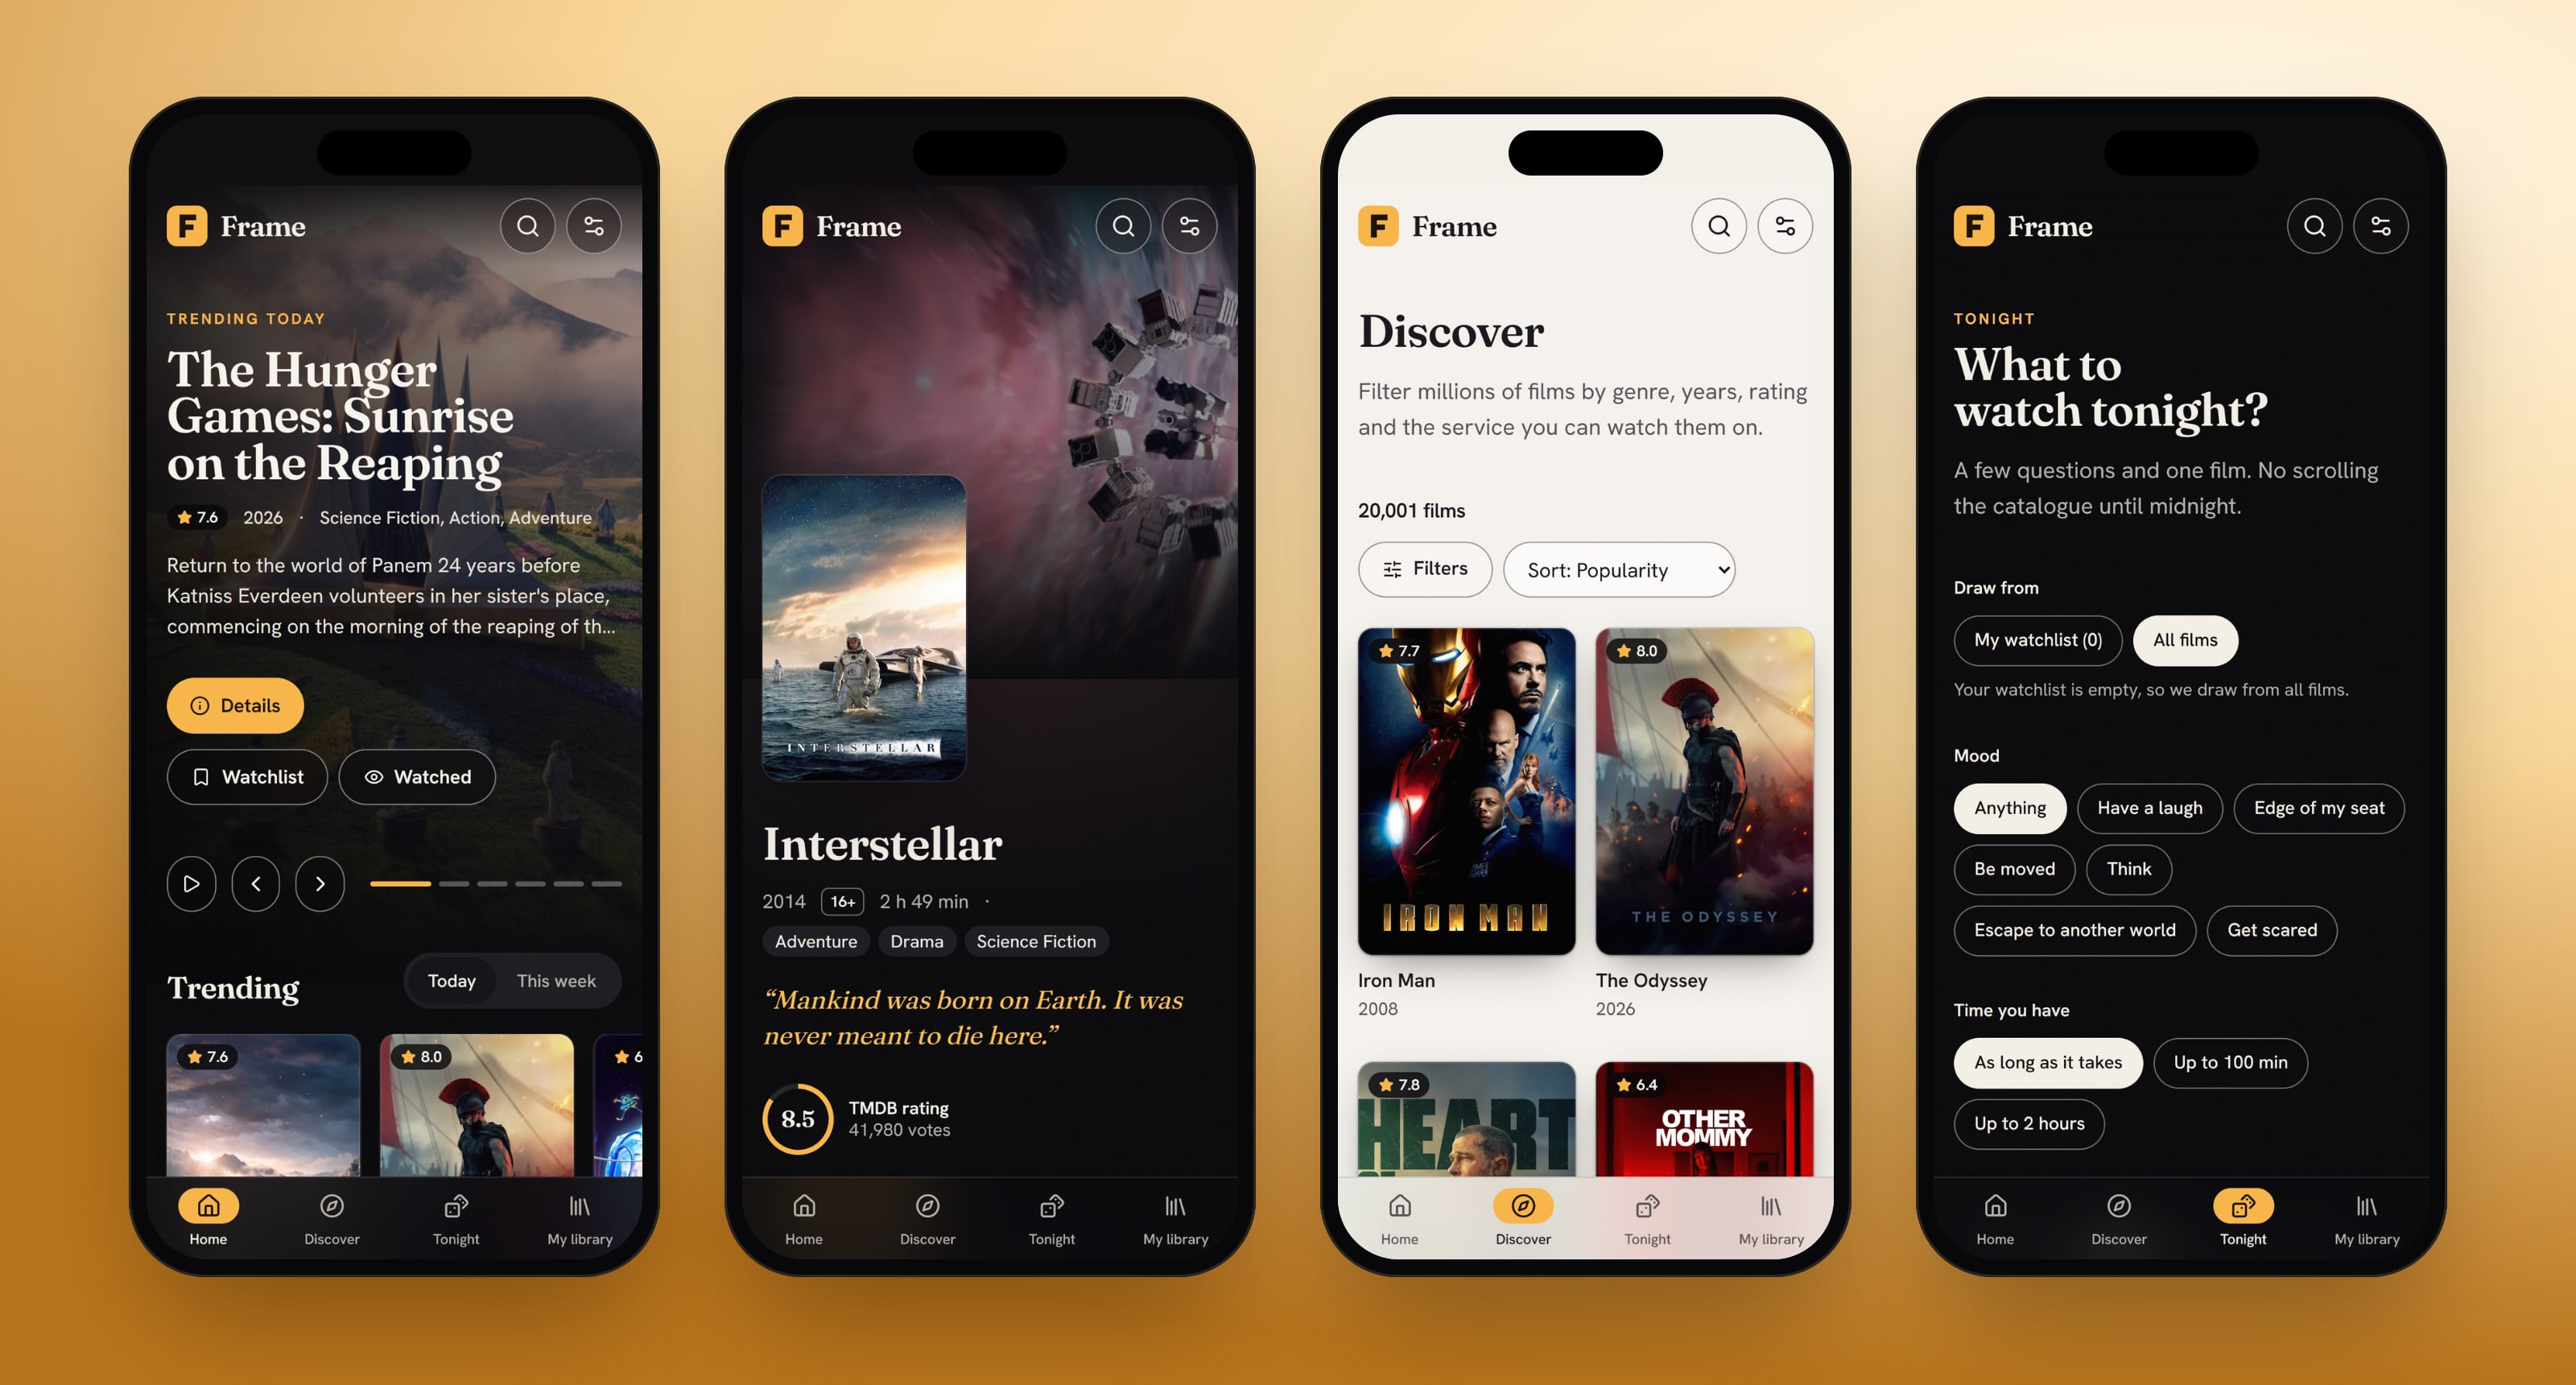 F Frame
TRENDING TODAY
The Hunger
Games: Sunrise
on the Reaping
7.6 2026 · Science Fiction, Action, Adventure
Return to the world of Panem 24 years before
Katniss Everdeen volunteers in her sister's place,
commencing on the morning of the reaping of th...
Details
Watchlist Watched
Trending Today This week
7.6 8.0 6
Home Discover Tonight My library
F Frame
INTERSTELLAR
Interstellar
2014 16+ 2 h 49 min ·
Adventure Drama Science Fiction
“Mankind was born on Earth. It was
never meant to die here.”
8.5 TMDB rating
41,980 votes
Home Discover Tonight My library
F Frame
Discover
Filter millions of films by genre, years, rating
and the service you can watch them on.
20,001 films
Filters Sort: Popularity
7.7 8.0
IRON MAN THE ODYSSEY
Iron Man The Odyssey
2008 2026
7.8 6.4
HEART OTHER
MOMMY
Home Discover Tonight My library
F Frame
TONIGHT
What to
watch tonight?
A few questions and one film. No scrolling
the catalogue until midnight.
Draw from
My watchlist (0) All films
Your watchlist is empty, so we draw from all films.
Mood
Anything Have a laugh Edge of my seat
Be moved Think
Escape to another world Get scared
Time you have
As long as it takes Up to 100 min
Up to 2 hours
Home Discover Tonight My library